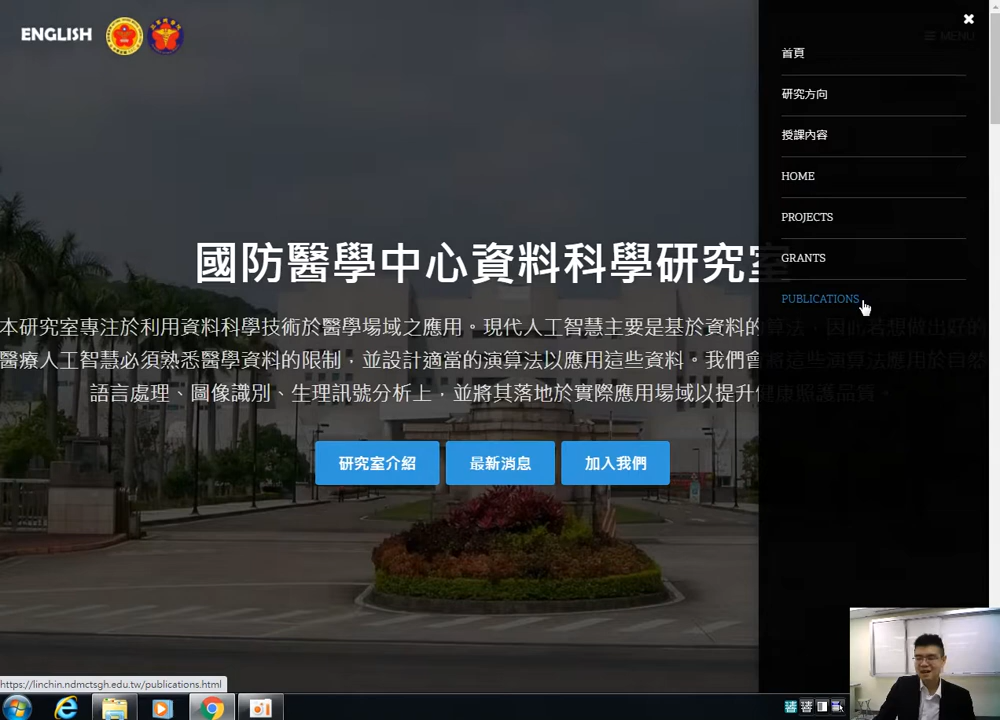 ENGLISH
MENU
首頁
研究方向
授課內容
HOME
PROJECTS
GRANTS
PUBLICATIONS
國防醫學中心資料科學研究室
本研究室專注於利用資料科學技術於醫學場域之應用。現代人工智慧主要是基於資料的演算法，因此若想做出好的
醫療人工智慧必須熟悉醫學資料的限制，並設計適當的演算法以應用這些資料。我們會將這些演算法應用於自然
語言處理、圖像識別、生理訊號分析上，並將其落地於實際應用場域以提升健康照護品質。
研究室介紹
最新消息
加入我們
https://linchin.ndmctsgh.edu.tw/publications.html